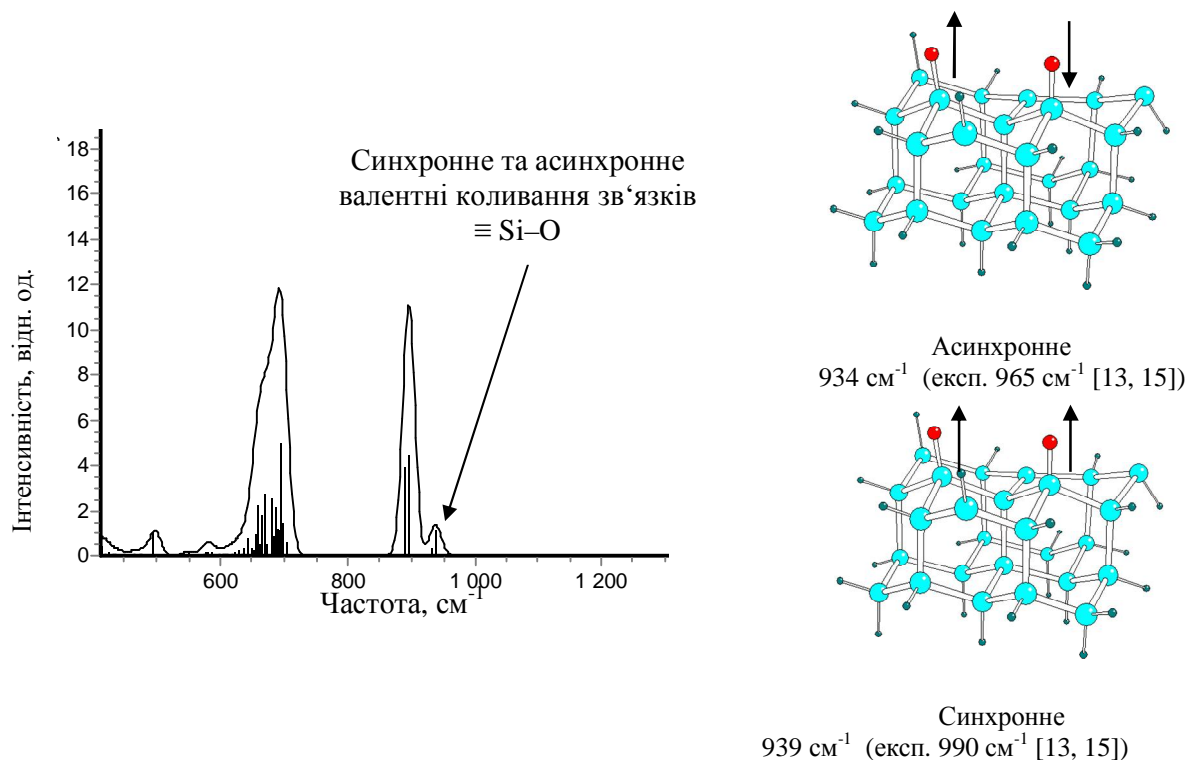 18
16
14
12
10
8
6
4
2
0
Інтенсивність, відн. од.
600
800
1 000
1 200
Частота, см-1
Синхронне та асинхронне
валентні коливання зв‘язків
≡ Si–O
Асинхронне
934 см-1 (експ. 965 см-1 [13, 15])
Синхронне
939 см-1 (експ. 990 см-1 [13, 15])